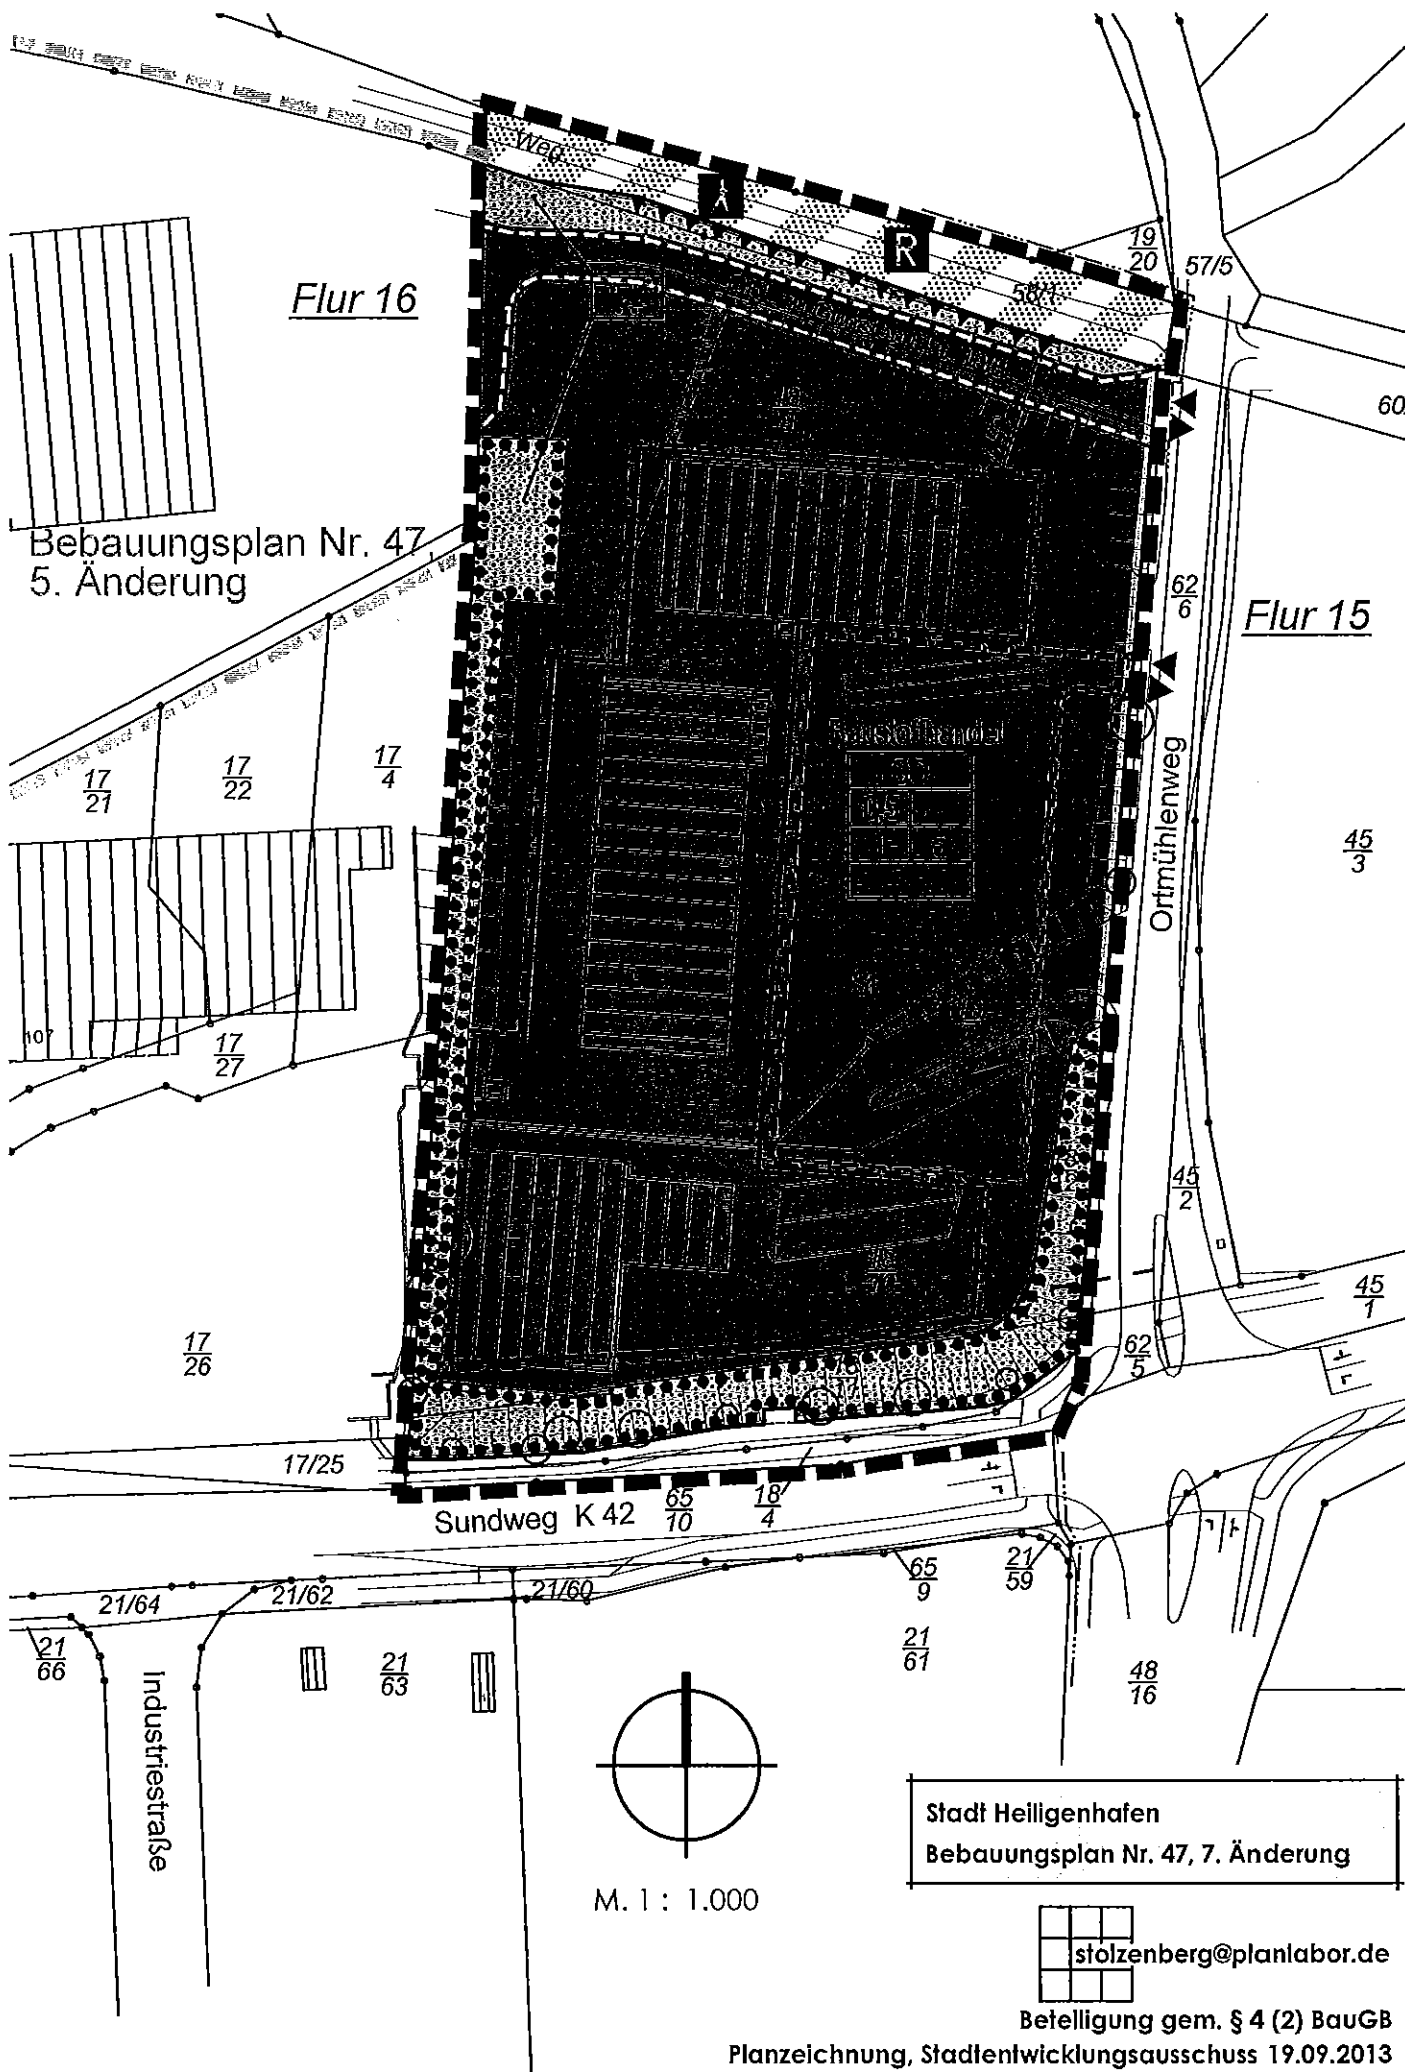 Weg
R
19
20
57/5
58/1
Flur 16
60
Bebauungsplan Nr. 47,
5. Änderung
62
6
Flur 15
17
21
17
22
17
4
Baustoffhandel
Ortmühlenweg
45
3
107
17
27
45
2
45
1
17
26
62
5
17/25
Sundweg K 42
65
10
18
4
65
9
21
59
21/64
21/62
21/60
21
66
21
63
21
61
48
16
Industriestraße
M. 1 : 1.000
Stadt Heiligenhafen
Bebauungsplan Nr. 47, 7. Änderung
stolzenberg@planlabor.de
Beteiligung gem. § 4 (2) BauGB
Planzeichnung, Stadtentwicklungsausschuss 19.09.2013